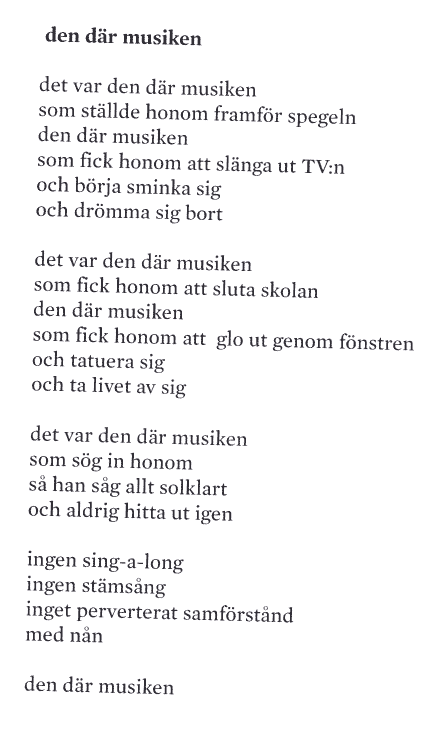 den där musiken
det var den där musiken
som ställde honom framför spegeln
den där musiken
som fick honom att slänga ut TV:n
och börja sminka sig
och drömma sig bort
det var den där musiken
som fick honom att sluta skolan
den där musiken
som fick honom att glo ut genom fönstren
och tatuera sig
och ta livet av sig
det var den där musiken
som sög in honom
så han såg allt solklart
och aldrig hitta ut igen
ingen sing-a-long
ingen stämsång
inget perverterat samförstånd
med nån
den där musiken